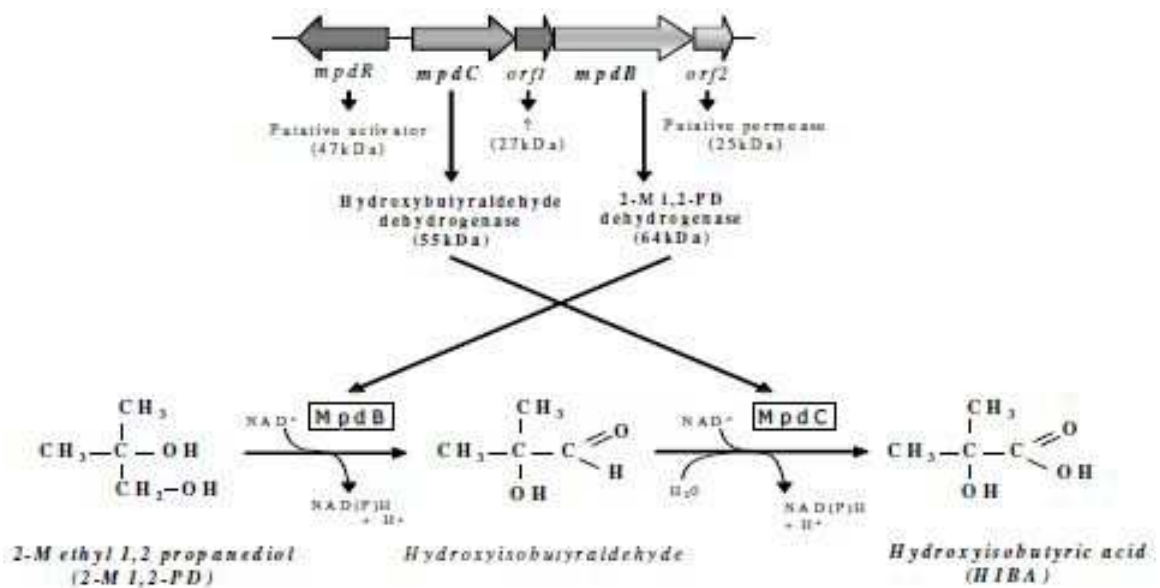 mpdR mpdC orf1 mpdB orf2
Putative activator
(47kDa)
?
(27kDa)
Putative permease
(25kDa)
Hydroxybutyraldehyde
dehydrogenase
(55kDa)
2-M1,2-PD
dehydrogenase
(64kDa)
MpdB
MpdC
CH3
CH3—C—OH
CH2—OH
NAD+
NAD(P)H
+ H+
CH3
CH3—C—C
O
H
OH
NAD+
H2O
NAD(P)H
+ H+
CH3
CH3—C—C
O
OH
OH
2-Methyl 1,2 propanediol
(2-M1,2-PD)
Hydroxyisobutyraldehyde
Hydroxyisobutyric acid
(HIBA)